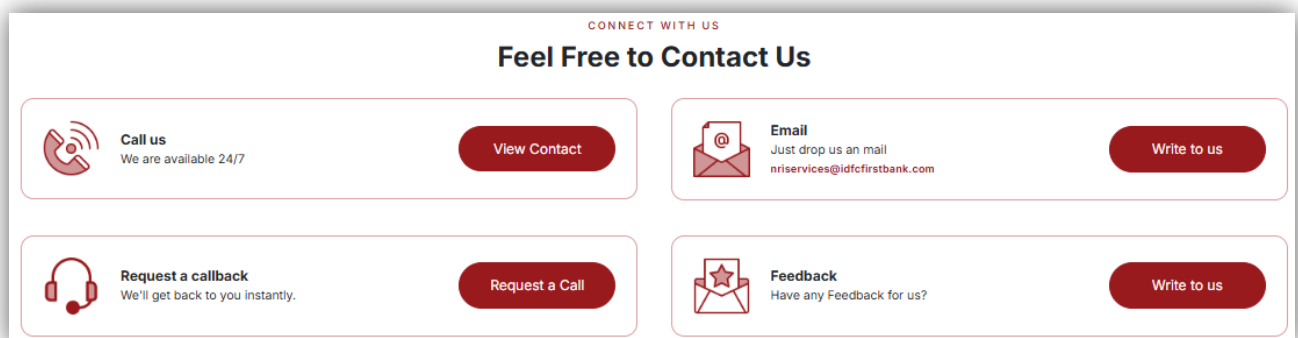 CONNECT WITH US
Feel Free to Contact Us
Call us
We are available 24/7
View Contact
Email
Just drop us an mail
nriservices@idfcfirstbank.com
Write to us
Request a callback
We'll get back to you instantly.
Request a Call
Feedback
Have any Feedback for us?
Write to us